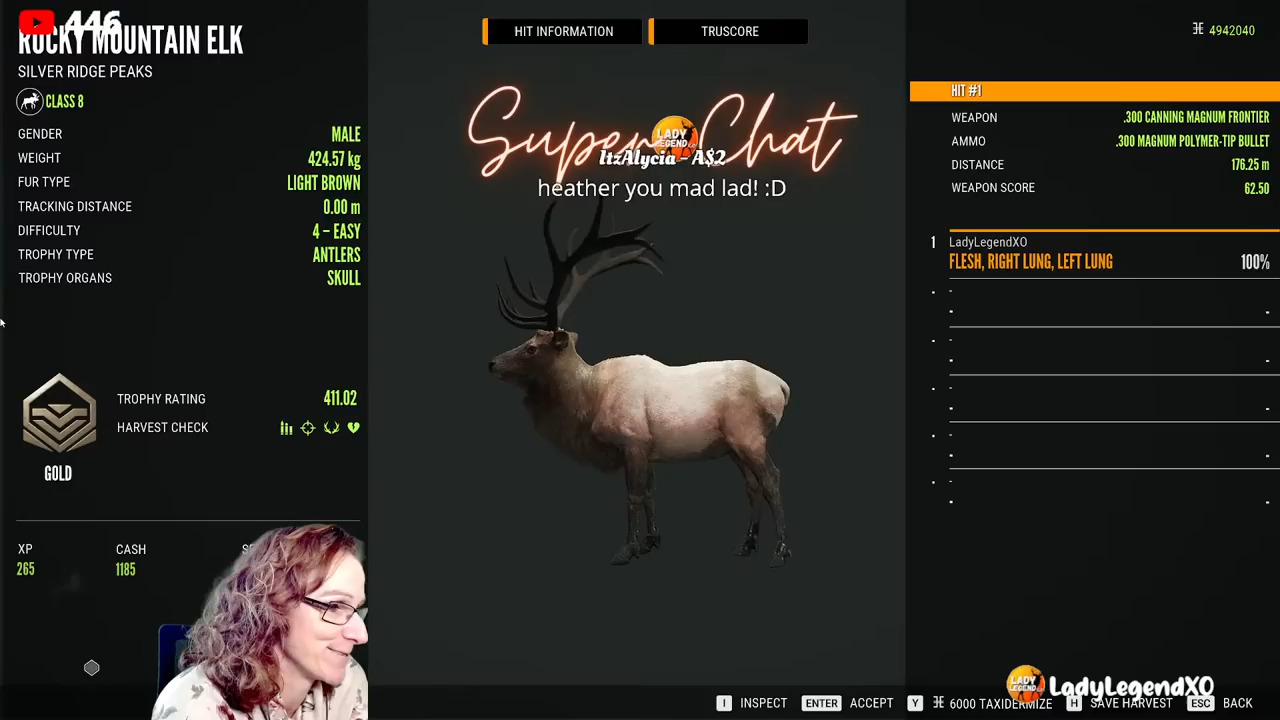 446
ROCKY MOUNTAIN ELK
SILVER RIDGE PEAKS
CLASS 8
GENDER MALE
WEIGHT 424.57 kg
FUR TYPE LIGHT BROWN
TRACKING DISTANCE 0.00 m
DIFFICULTY 4 – EASY
TROPHY TYPE ANTLERS
TROPHY ORGANS SKULL
TROPHY RATING 411.02
HARVEST CHECK
GOLD
XP CASH
265 1185
HIT INFORMATION TRUSCORE
Super Chat
LADY LEGEND
ItzAlycia – A$2
heather you mad lad! :D
4942040
HIT #1
WEAPON .300 CANNING MAGNUM FRONTIER
AMMO .300 MAGNUM POLYMER-TIP BULLET
DISTANCE 176.25 m
WEAPON SCORE 62.50
1 LadyLegendXO
FLESH, RIGHT LUNG, LEFT LUNG 100%
LADY LEGEND LadyLegendXO
I INSPECT ENTER ACCEPT Y 6000 TAXIDERMIZE H SAVE HARVEST ESC BACK